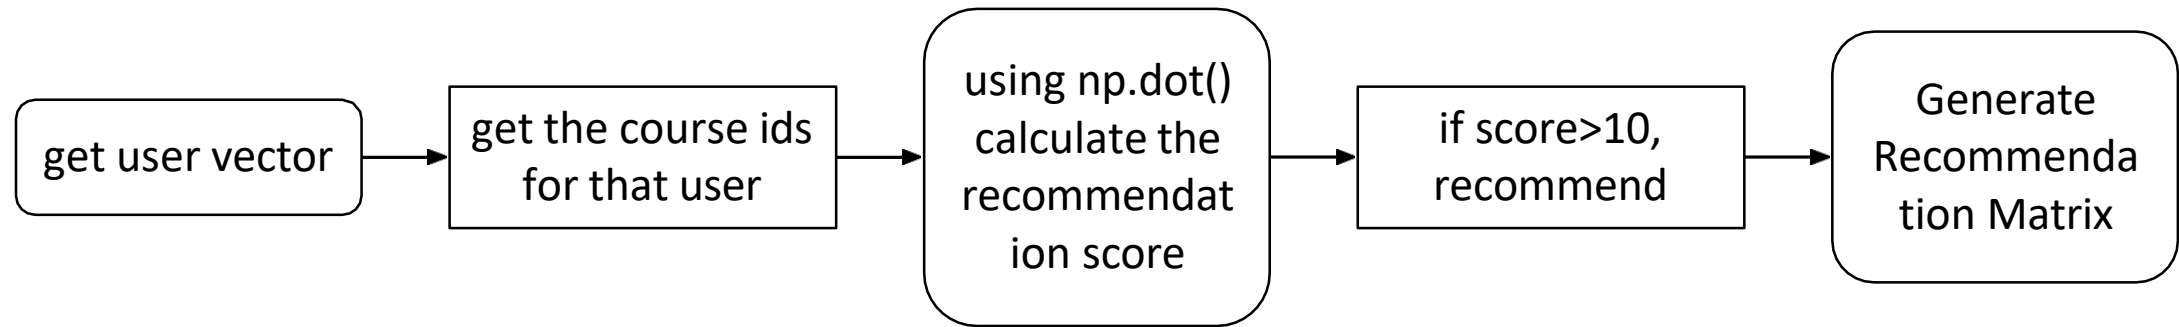 get user vector
get the course ids
for that user
using np.dot()
calculate the
recommendat
ion score
if score>10,
recommend
Generate
Recommenda
tion Matrix